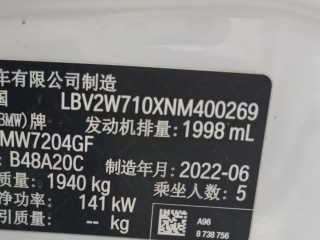 车有限公司制造
国 LBV2W710XNM400269
BMW)牌 发动机排量:1998 mL
MW7204GF
B48A20C 制造年月:2022-06
质量:1940 kg 乘坐人数:5
净功率: 141 kW
引质量: — kg
A96
8 738 756